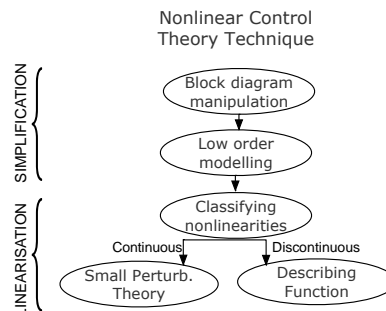 Nonlinear Control
Theory Technique
SIMPLIFICATION
Block diagram
manipulation
Low order
modelling
LINEARISATION
Classifying
nonlinearities
Continuous
Discontinuous
Small Perturb.
Theory
Describing
Function